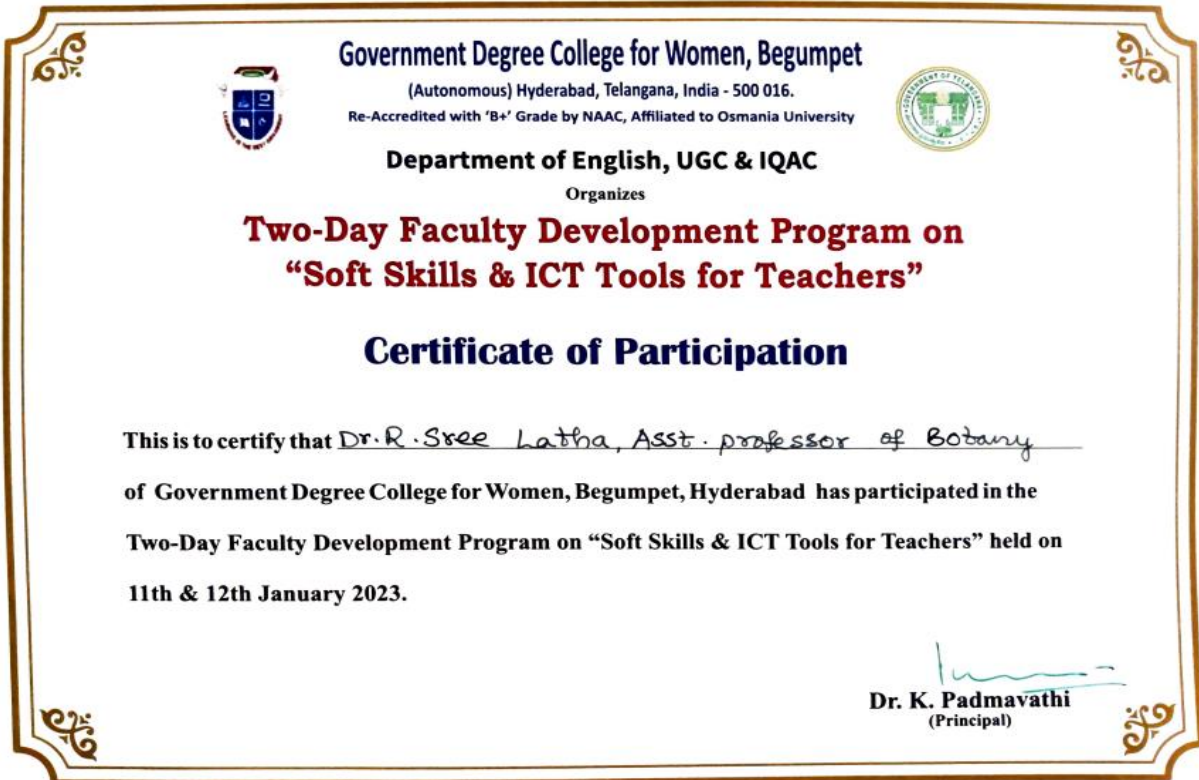 Government Degree College for Women, Begumpet
(Autonomous) Hyderabad, Telangana, India - 500 016.
Re-Accredited with ‘B+’ Grade by NAAC, Affiliated to Osmania University
GOVERNMENT OF TELANGANA
Department of English, UGC & IQAC
Organizes
Two-Day Faculty Development Program on
“Soft Skills & ICT Tools for Teachers”
Certificate of Participation
This is to certify that Dr. R. Sree Latha, Asst. professor of Botany
of Government Degree College for Women, Begumpet, Hyderabad has participated in the
Two-Day Faculty Development Program on “Soft Skills & ICT Tools for Teachers” held on
11th & 12th January 2023.
Dr. K. Padmavathi
(Principal)